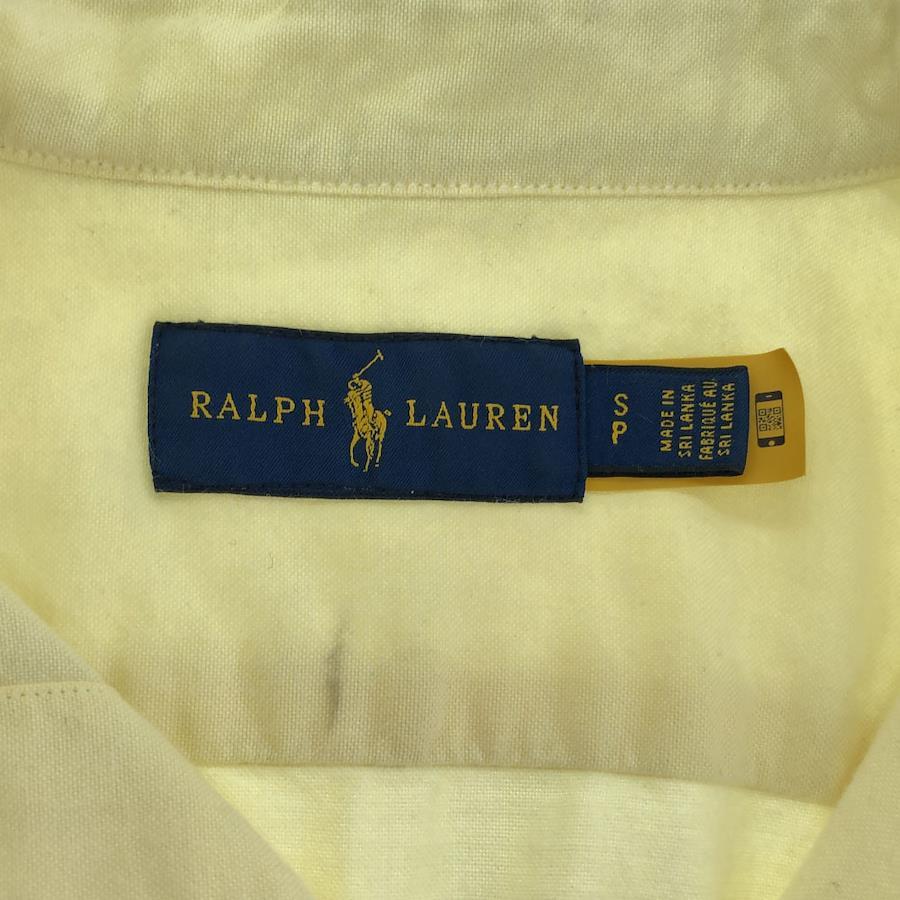 RALPH LAUREN
S
P
MADE IN
SRI LANKA
FABRIQUÉ AU
SRI LANKA